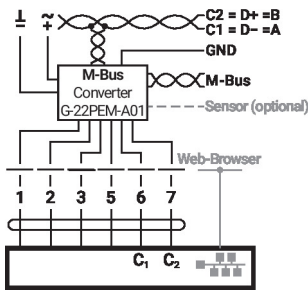 C2 = D+ =B
C1 = D− =A
GND
M-Bus
Converter
G-22PEM-A01
M-Bus
Sensor (optional)
Web-Browser
1 2 3 5 6 7
C₁ C₂